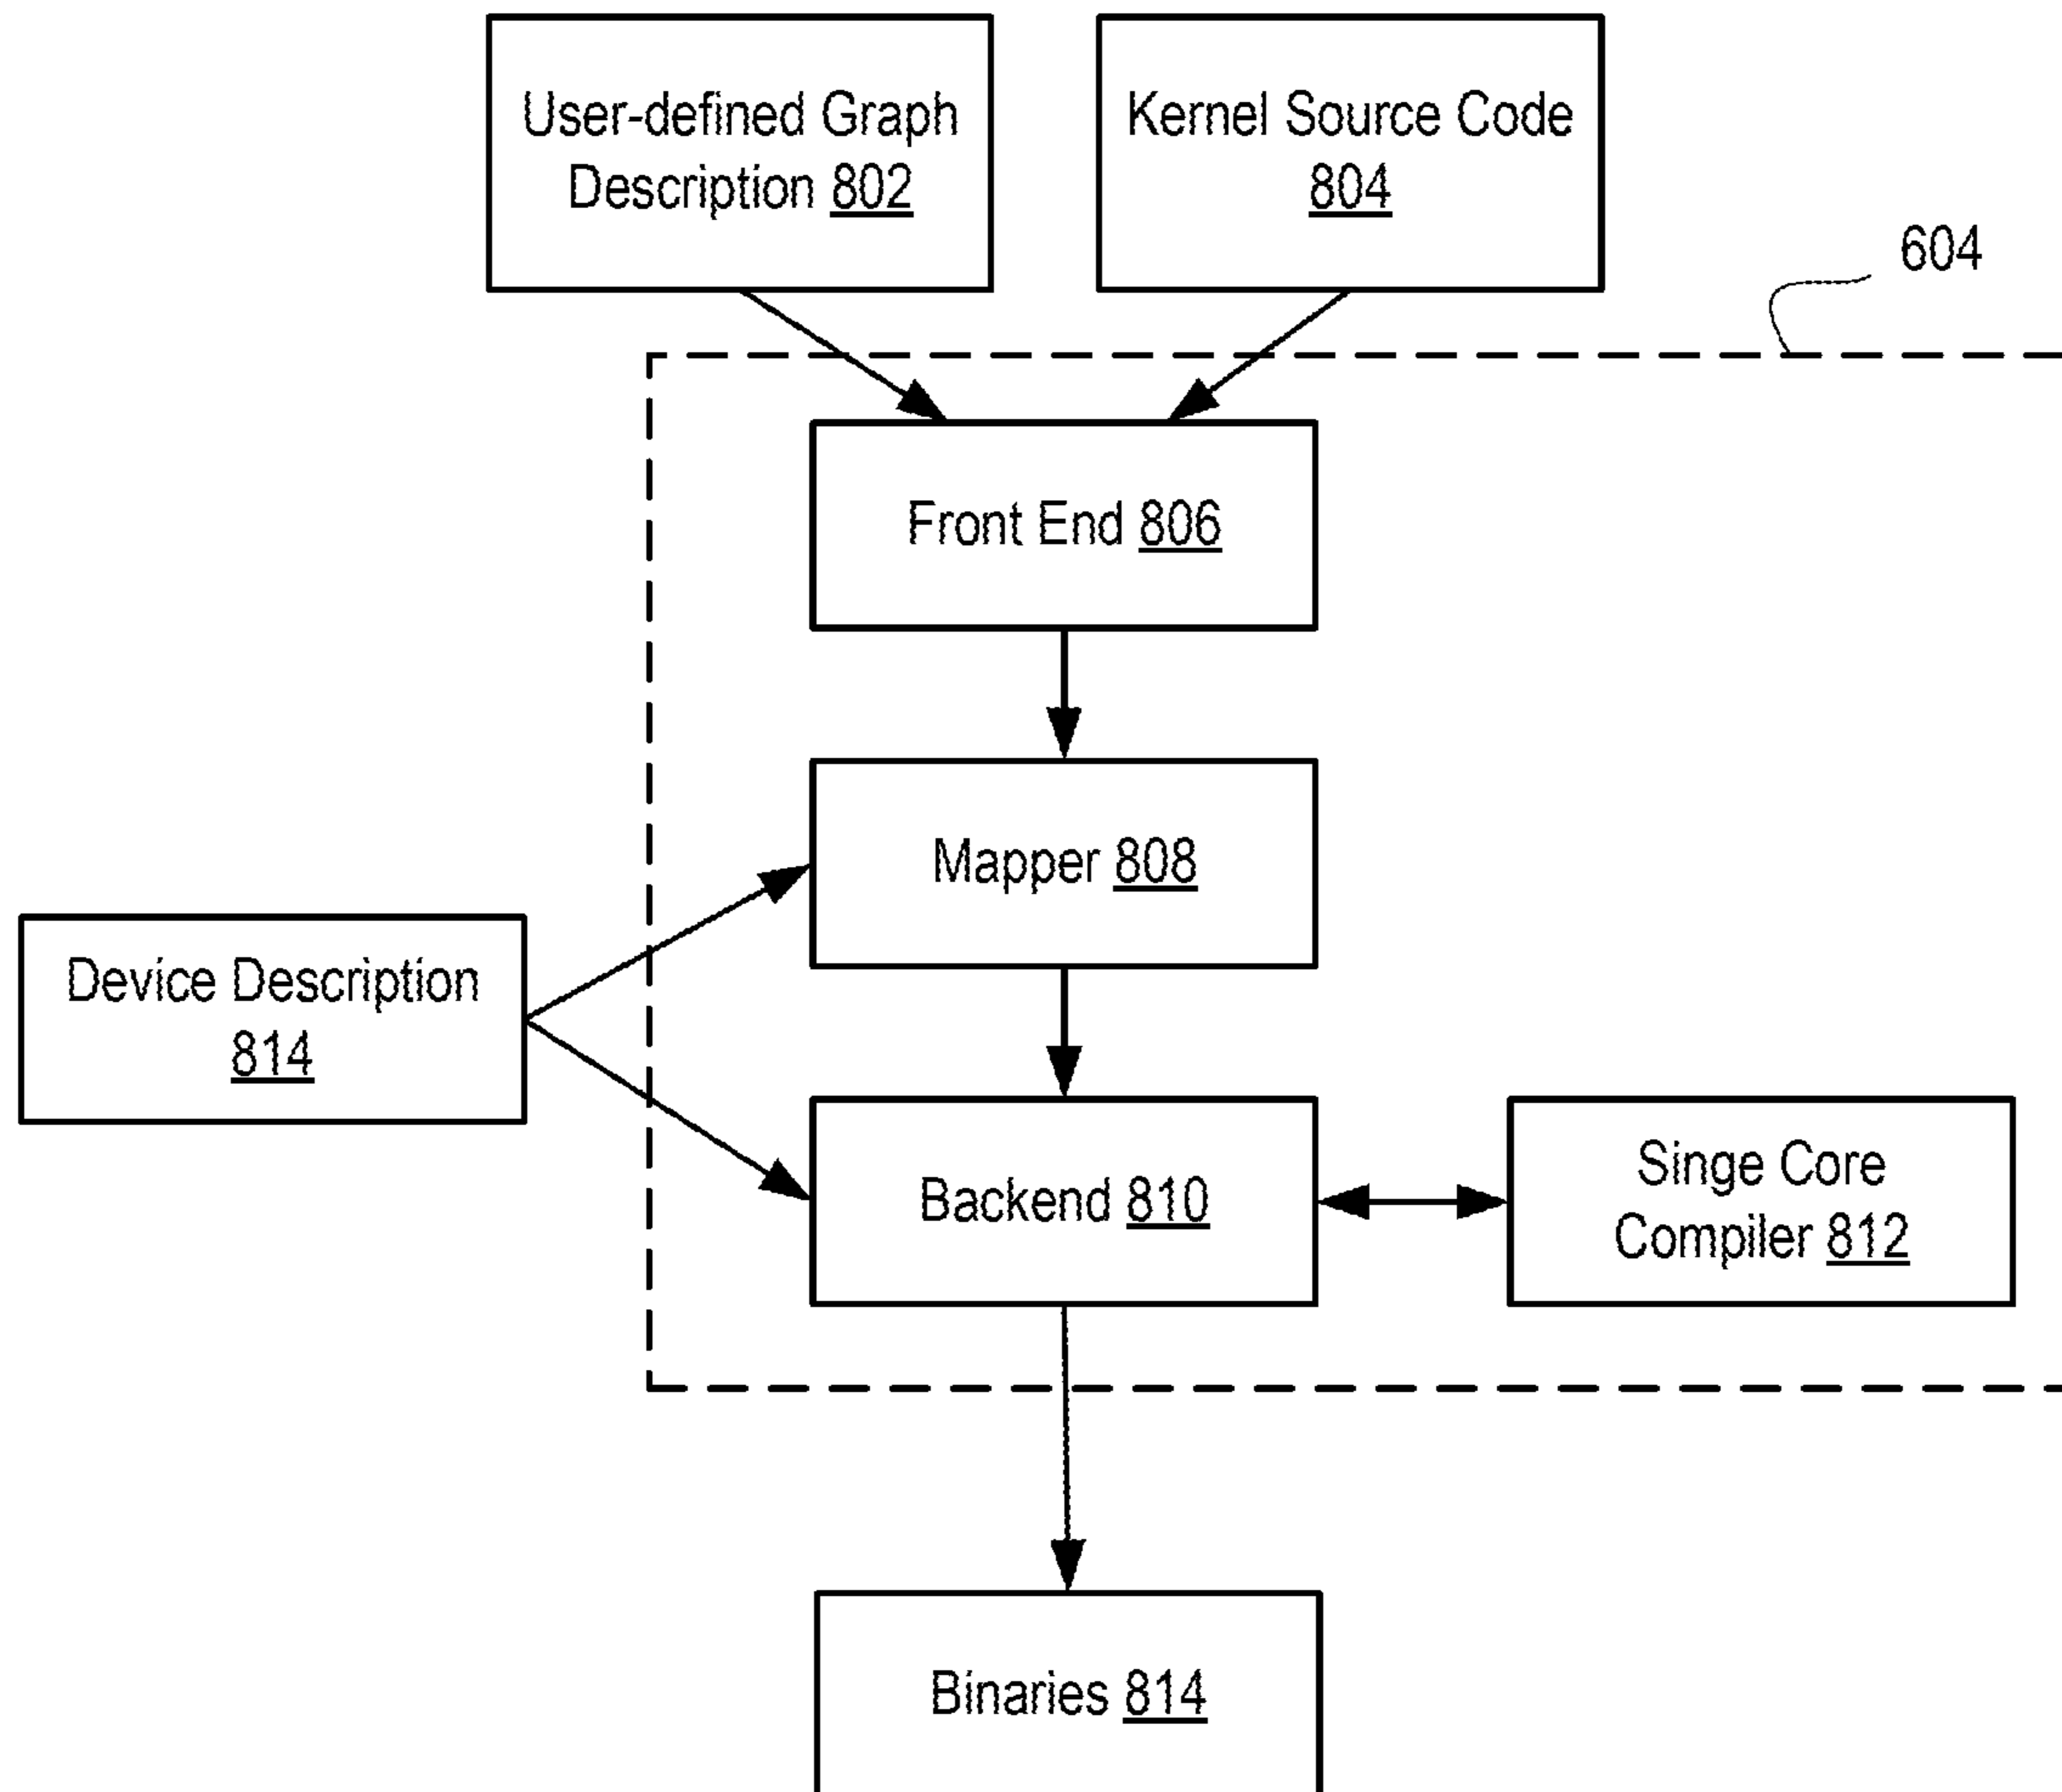 User-defined Graph
Description 802
Kernel Source Code
804
604
Front End 806
Mapper 808
Device Description
814
Backend 810
Singe Core
Compiler 812
Binaries 814